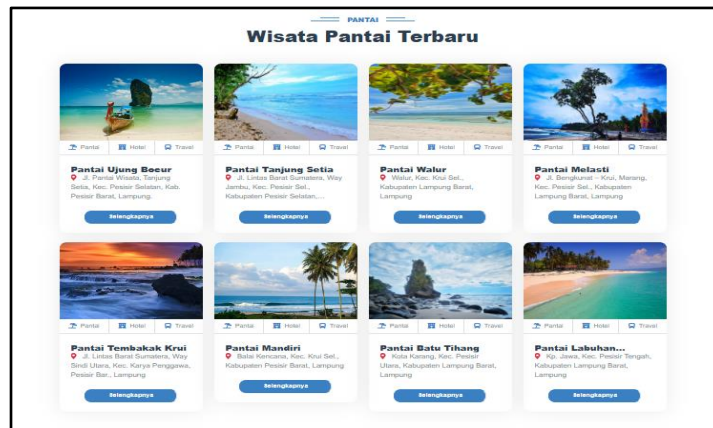 PANTAI
Wisata Pantai Terbaru
Pantai Hotel Travel
Pantai Ujung Bocur
Jl. Pantai Wisata, Tanjung
Setia, Kec. Pesisir Selatan, Kab.
Pesisir Barat, Lampung.
Selengkapnya
Pantai Hotel Travel
Pantai Tanjung Setia
Jl. Lintas Barat Sumatera, Way
Jambu, Kec. Pesisir Sel.,
Kabupaten Pesisir Selatan,...
Selengkapnya
Pantai Hotel Travel
Pantai Walur
Walur, Kec. Krui Sel.,
Kabupaten Lampung Barat,
Lampung
Selengkapnya
Pantai Hotel Travel
Pantai Melasti
Jl. Bengkunat – Krui, Marang,
Kec. Pesisir Sel., Kabupaten
Lampung Barat, Lampung
Selengkapnya
Pantai Hotel Travel
Pantai Tembakak Krui
Jl. Lintas Barat Sumatera, Way
Sindi Utara, Kec. Karya Penggawa,
Pesisir Bar., Lampung
Selengkapnya
Pantai Hotel Travel
Pantai Mandiri
Balai Kencana, Kec. Krui Sel.,
Kabupaten Pesisir Barat, Lampung
Selengkapnya
Pantai Hotel Travel
Pantai Batu Tihang
Kota Karang, Kec. Pesisir
Utara, Kabupaten Lampung Barat,
Lampung
Selengkapnya
Pantai Hotel Travel
Pantai Labuhan...
Kp. Jawa, Kec. Pesisir Tengah,
Kabupaten Lampung Barat,
Lampung
Selengkapnya